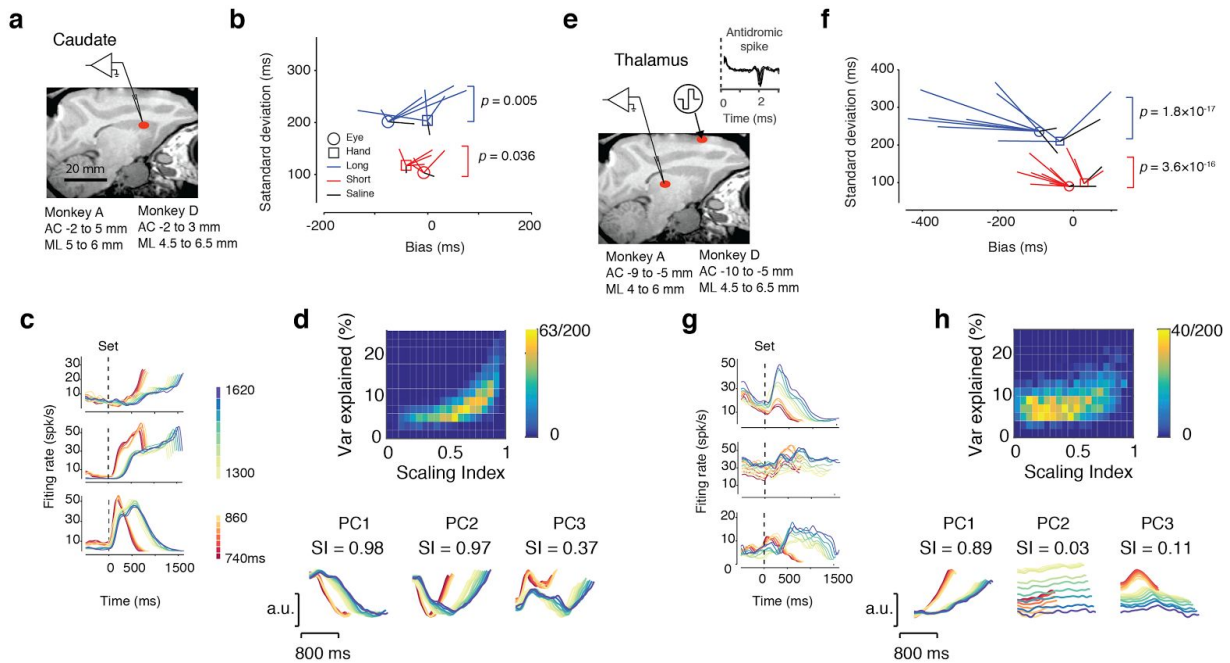 a
Caudate
20 mm
Monkey A
AC -2 to 5 mm
ML 5 to 6 mm
Monkey D
AC -2 to 3 mm
ML 4.5 to 6.5 mm
b
Satandard deviation (ms)
300
200
100
Eye
Hand
Long
Short
Saline
p = 0.005
p = 0.036
-200
0
200
Bias (ms)
e
Thalamus
Antidromic
spike
0
2
Time (ms)
Monkey A
AC -9 to -5 mm
ML 4 to 6 mm
Monkey D
AC -10 to -5 mm
ML 4.5 to 6.5 mm
f
Standard deviation (ms)
400
300
200
100
p = 1.8×10-17
p = 3.6×10-16
-400
-200
0
Bias (ms)
c
Set
Fiting rate (spk/s)
30
20
10
50
30
10
50
30
10
0
500
1500
Time (ms)
1620
1300
860
740ms
d
Var explained (%)
20
10
0
0
0.5
1
Scaling Index
63/200
0
PC1
SI = 0.98
PC2
SI = 0.97
PC3
SI = 0.37
a.u.
800 ms
g
Set
Fiting rate (spk/s)
50
30
10
50
30
10
20
10
0
0
500
1500
Time (ms)
h
Var explained (%)
20
10
0
0
0.5
1
Scaling Index
40/200
0
PC1
SI = 0.89
PC2
SI = 0.03
PC3
SI = 0.11
a.u.
800 ms